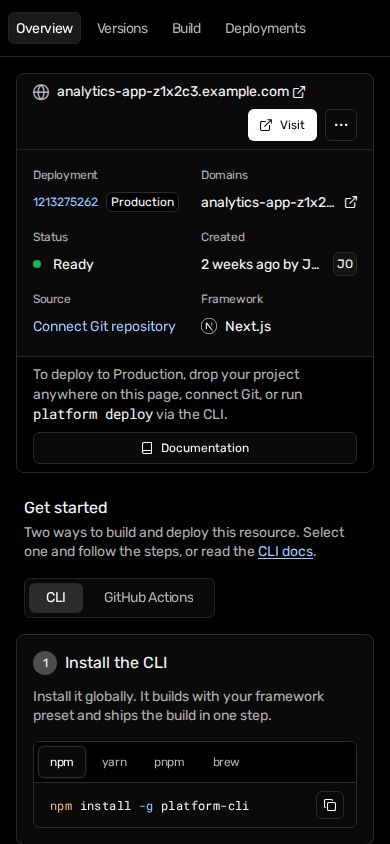 Overview Versions Build Deployments
analytics-app-z1x2c3.example.com
Visit
Deployment Domains
1213275262 Production analytics-app-z1x2...
Status Created
Ready 2 weeks ago by J... JO
Source Framework
Connect Git repository Next.js
To deploy to Production, drop your project
anywhere on this page, connect Git, or run
platform deploy via the CLI.
Documentation
Get started
Two ways to build and deploy this resource. Select
one and follow the steps, or read the CLI docs.
CLI GitHub Actions
1 Install the CLI
Install it globally. It builds with your framework
preset and ships the build in one step.
npm yarn pnpm brew
npm install -g platform-cli